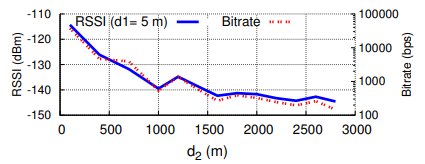 -110 RSSI (d1= 5 m) Bitrate 100000
-120 10000
-130 1000
-140
-150 100
0 500 1000 1500 2000 2500 3000
d2 (m)
RSSI (dBm)
Bitrate (bps)